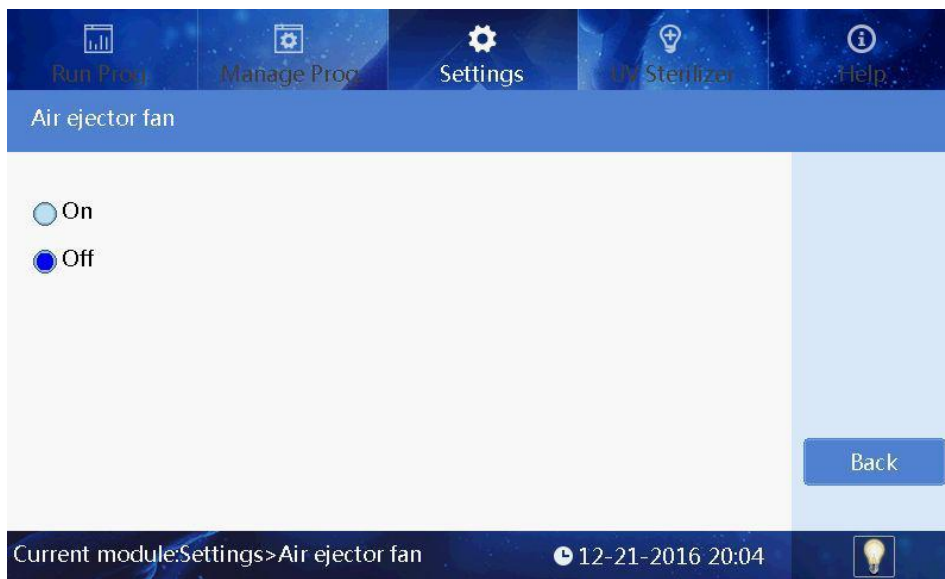 Run Prog Manage Prog Settings UV Sterilizer Help
Air ejector fan
On
Off
Back
Current module:Settings>Air ejector fan 12-21-2016 20:04